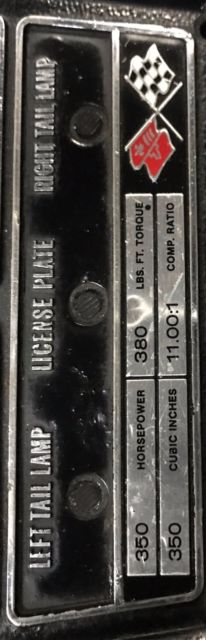 LEFT TAIL LAMP LICENSE PLATE RIGHT TAIL LAMP
350 HORSEPOWER 380 LBS. FT. TORQUE
350 CUBIC INCHES 11.00:1 COMP. RATIO